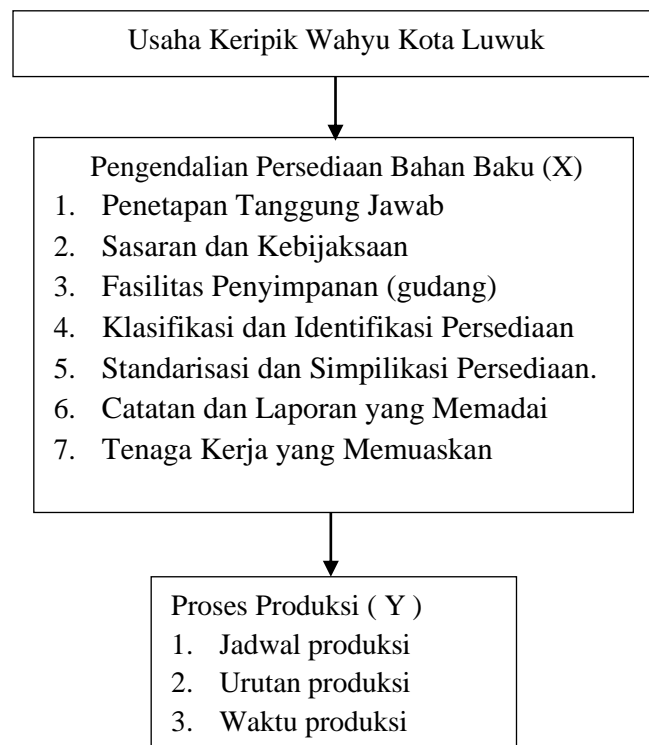 Usaha Keripik Wahyu Kota Luwuk
Pengendalian Persediaan Bahan Baku (X)
1. Penetapan Tanggung Jawab
2. Sasaran dan Kebijaksaan
3. Fasilitas Penyimpanan (gudang)
4. Klasifikasi dan Identifikasi Persediaan
5. Standarisasi dan Simpilikasi Persediaan.
6. Catatan dan Laporan yang Memadai
7. Tenaga Kerja yang Memuaskan
Proses Produksi ( Y )
1. Jadwal produksi
2. Urutan produksi
3. Waktu produksi